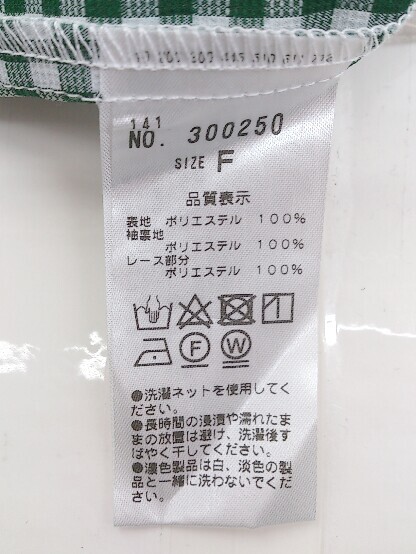 141
NO. 300250
SIZE F
品質表示
表地 ポリエステル 100%
袖裏地
ポリエステル 100%
レース部分
ポリエステル 100%
F W
●洗濯ネットを使用してく
ださい。
●長時間の浸漬や濡れたま
まの放置は避け、洗濯後す
ばやく干してください。
●濃色製品は白、淡色の製
品と一緒に洗わないでくだ
さい。